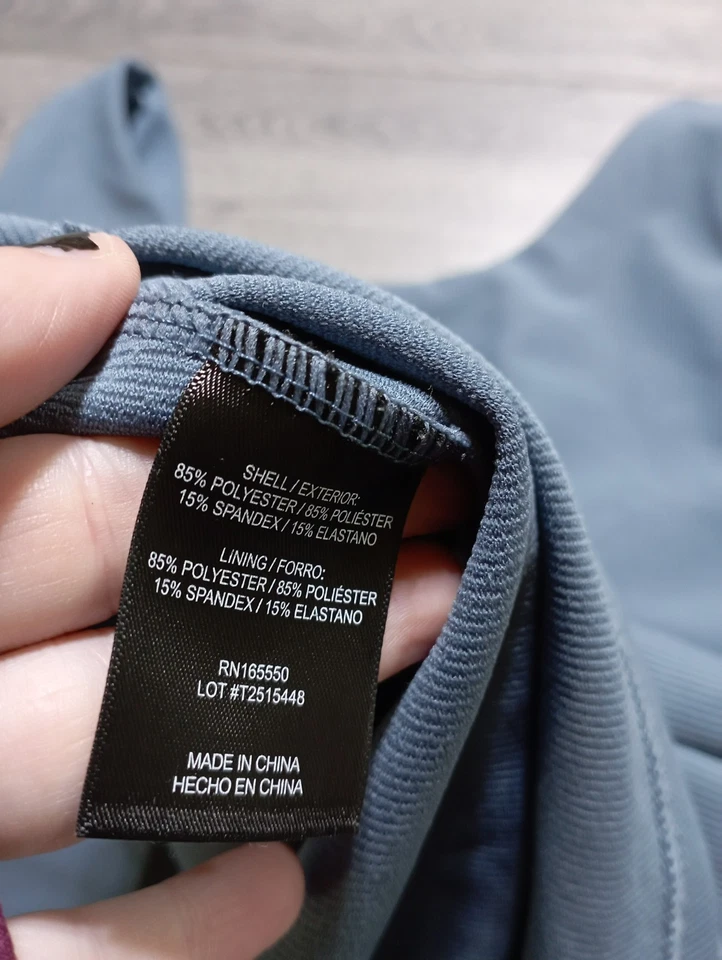 SHELL / EXTERIOR:
85% POLYESTER / 85% POLIÉSTER
15% SPANDEX / 15% ELASTANO
LiNING / FORRO:
85% POLYESTER / 85% POLIÉSTER
15% SPANDEX / 15% ELASTANO
RN165550
LOT #T2515448
MADE IN CHINA
HECHO EN CHINA